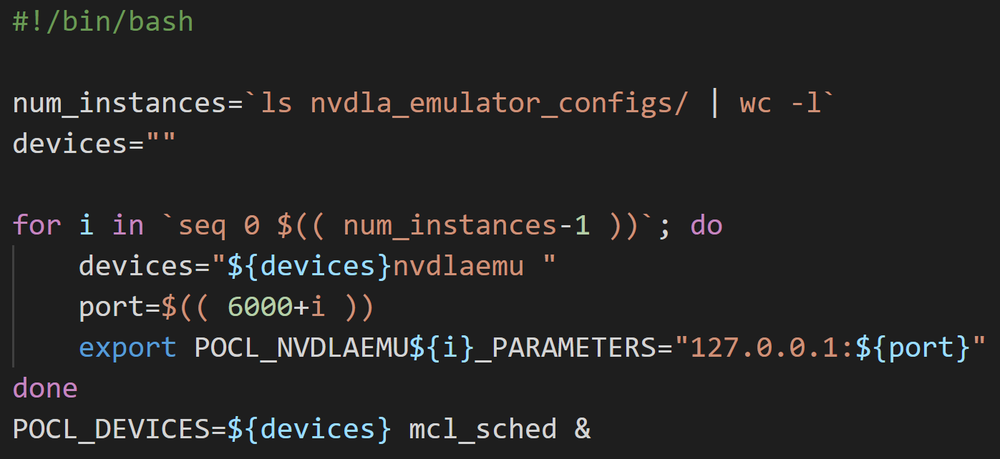 #!/bin/bash
num_instances=`ls nvdla_emulator_configs/ | wc -l`
devices=""
for i in `seq 0 $(( num_instances-1 ))`; do
    devices="${devices}nvdlaemu "
    port=$(( 6000+i ))
    export POCL_NVDLAEMU${i}_PARAMETERS="127.0.0.1:${port}"
done
POCL_DEVICES=${devices} mcl_sched &